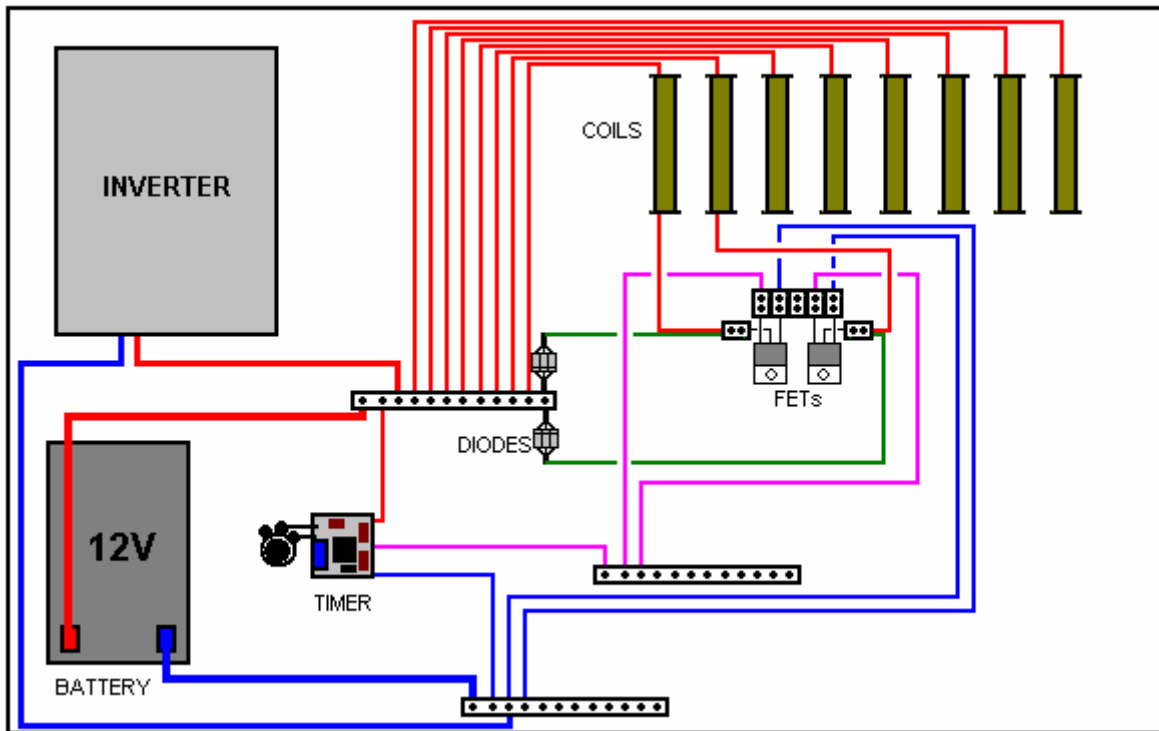 COILS
INVERTER
FETs
DIODES
12V
TIMER
BATTERY